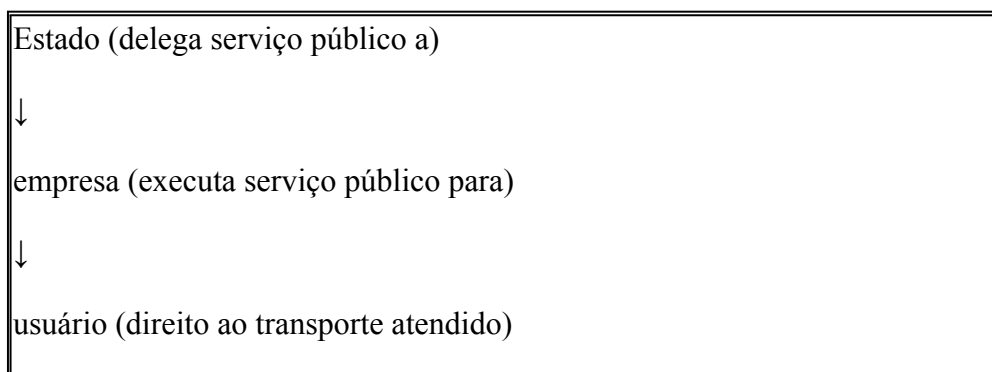 Estado (delega serviço público a)
↓
empresa (executa serviço público para)
↓
usuário (direito ao transporte atendido)